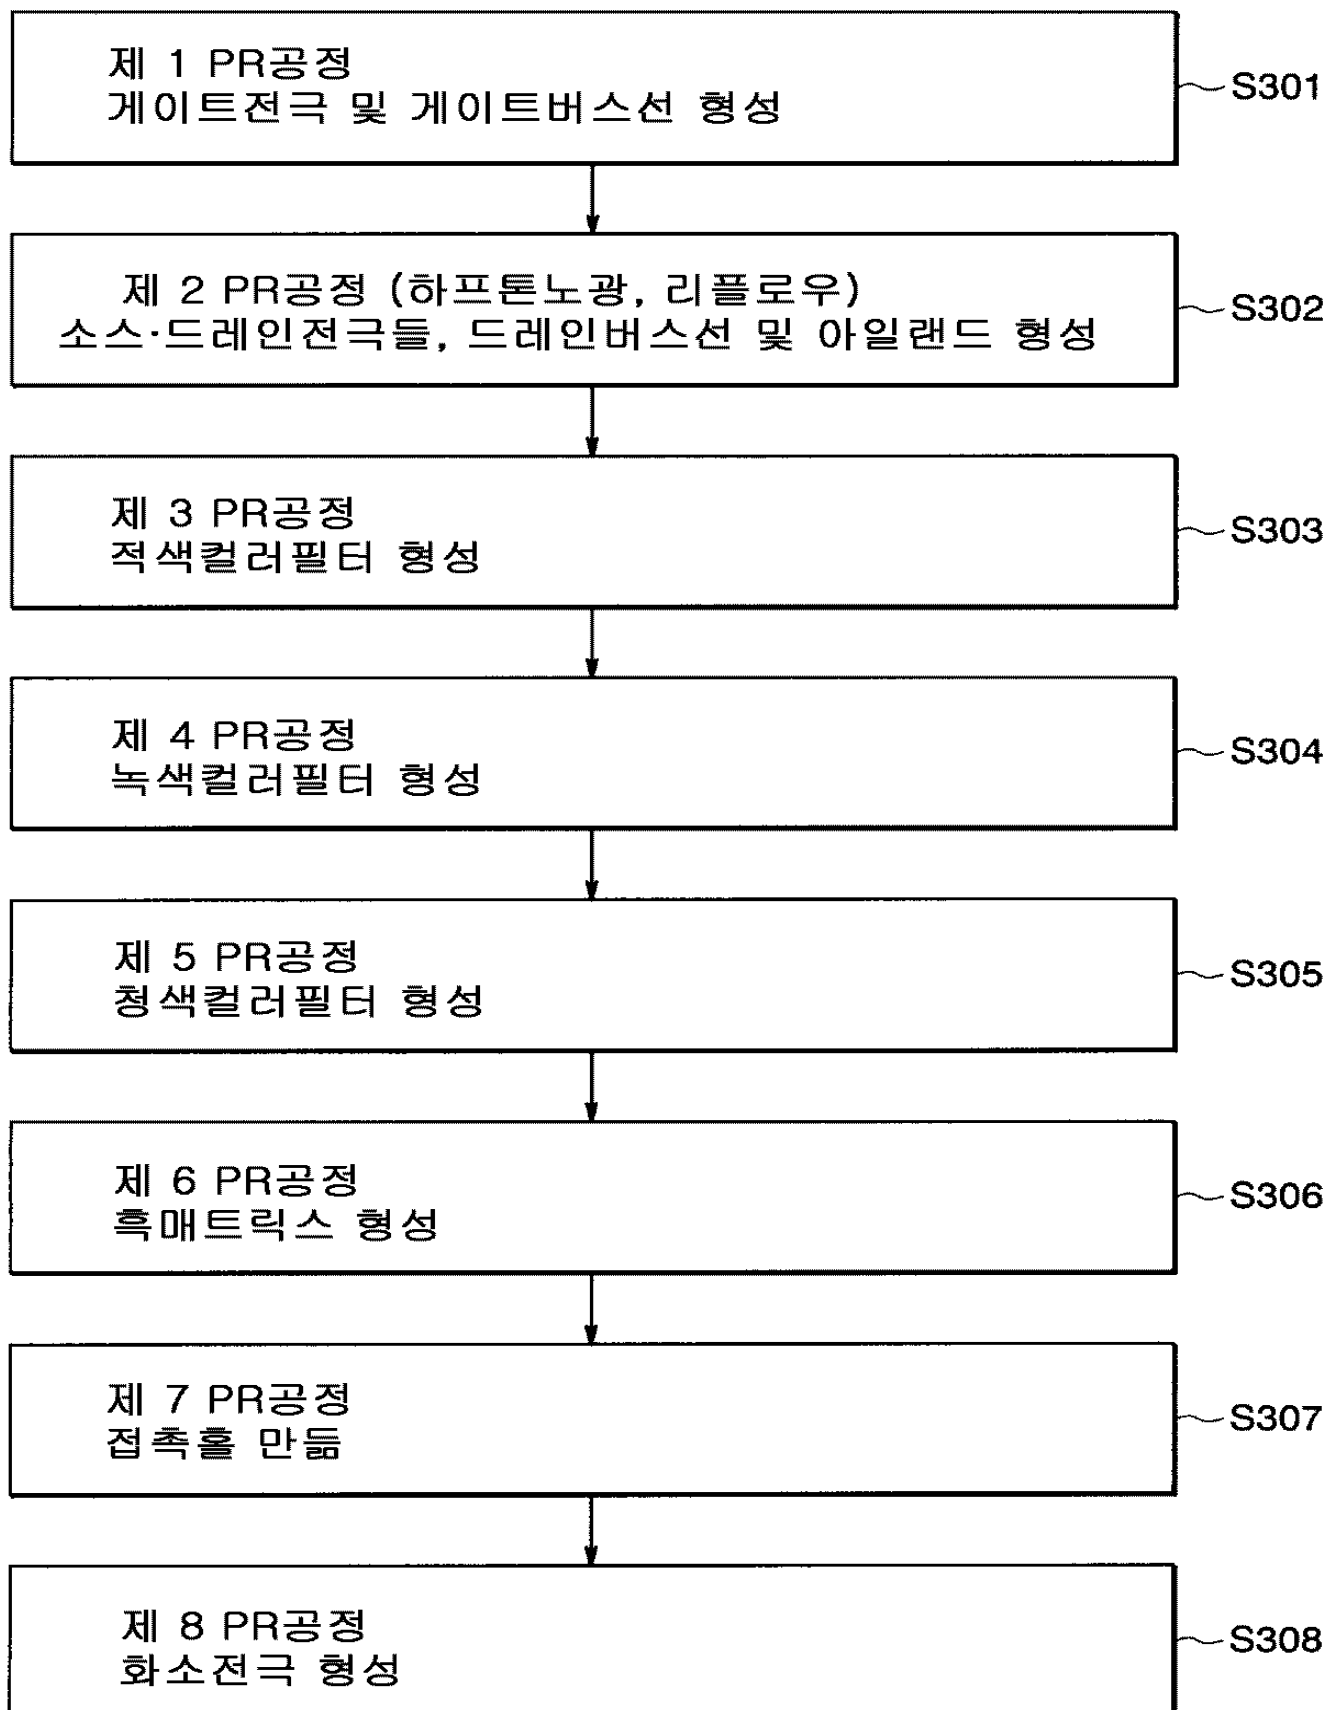 제 1 PR공정
게이트전극 및 게이트버스선 형성
S301
제 2 PR공정 (하프톤노광, 리플로우)
소스·드레인전극들, 드레인버스선 및 아일랜드 형성
S302
제 3 PR공정
적색컬러필터 형성
S303
제 4 PR공정
녹색컬러필터 형성
S304
제 5 PR공정
청색컬러필터 형성
S305
제 6 PR공정
흑매트릭스 형성
S306
제 7 PR공정
접촉홀 만듦
S307
제 8 PR공정
화소전극 형성
S308